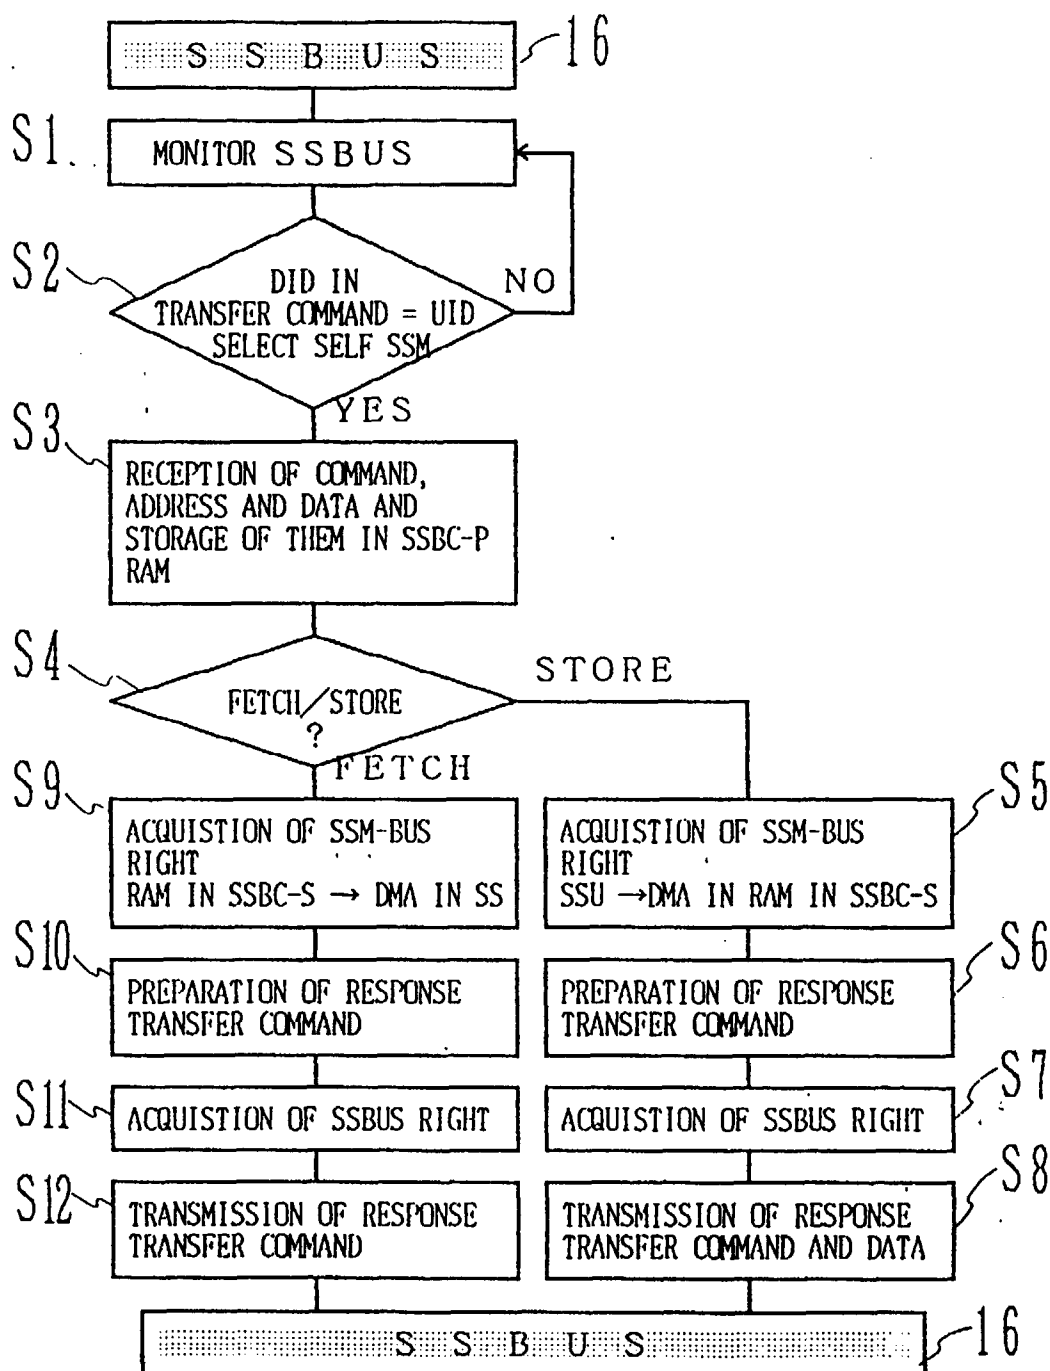 SSBUS
16
S1
MONITOR SSBUS
S2
DID IN
TRANSFER COMMAND = UID
SELECT SELF SSM
NO
YES
S3
RECEPTION OF COMMAND,
ADDRESS AND DATA AND
STORAGE OF THEM IN SSBC-P
RAM
S4
FETCH/STORE
?
STORE
FETCH
S9
ACQUISTION OF SSM-BUS
RIGHT
RAM IN SSBC-S → DMA IN SS
S5
ACQUISTION OF SSM-BUS
RIGHT
SSU →DMA IN RAM IN SSBC-S
S10
PREPARATION OF RESPONSE
TRANSFER COMMAND
S6
PREPARATION OF RESPONSE
TRANSFER COMMAND
S11
ACQUISTION OF SSBUS RIGHT
S7
ACQUISTION OF SSBUS RIGHT
S12
TRANSMISSION OF RESPONSE
TRANSFER COMMAND
S8
TRANSMISSION OF RESPONSE
TRANSFER COMMAND AND DATA
SSBUS
16